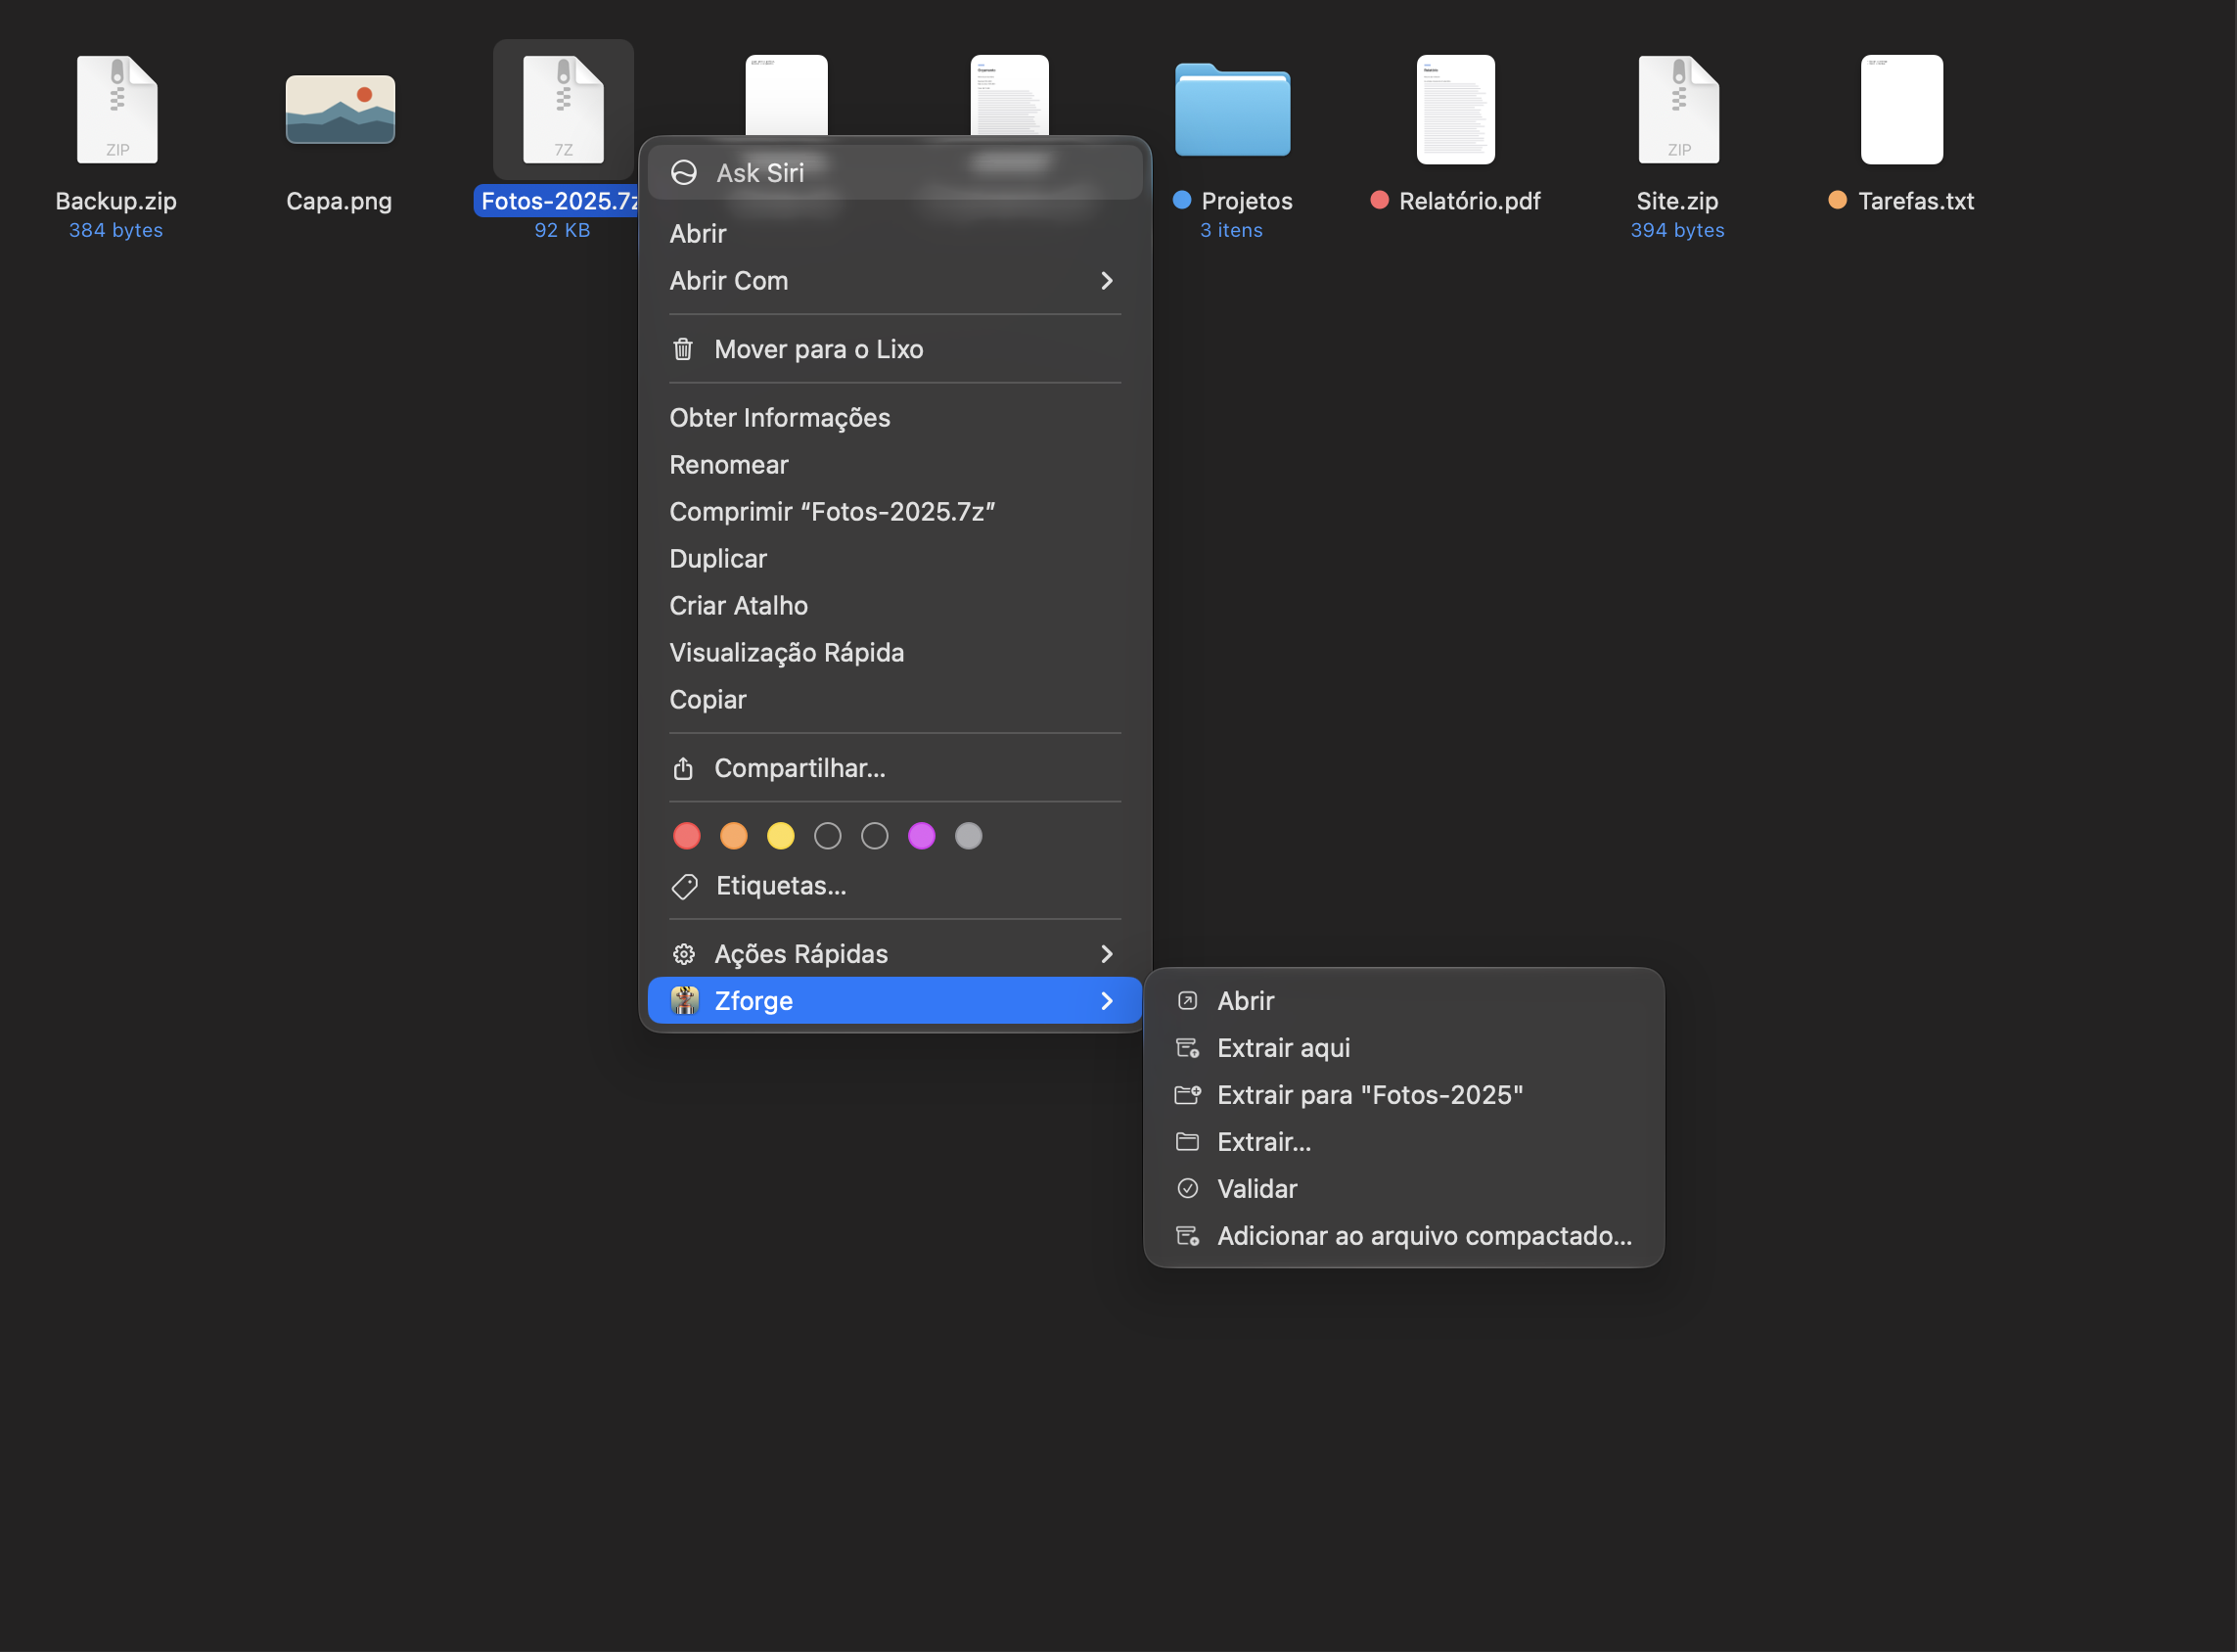 ZIP
7Z
ZIP
Backup.zip
Capa.png
Fotos-2025.7z
Projetos
Relatório.pdf
Site.zip
Tarefas.txt
384 bytes
92 KB
3 itens
394 bytes
Ask Siri
Abrir
Abrir Com
Mover para o Lixo
Obter Informações
Renomear
Comprimir “Fotos-2025.7z”
Duplicar
Criar Atalho
Visualização Rápida
Copiar
Compartilhar...
Etiquetas...
Ações Rápidas
Zforge
Abrir
Extrair aqui
Extrair para "Fotos-2025"
Extrair...
Validar
Adicionar ao arquivo compactado...